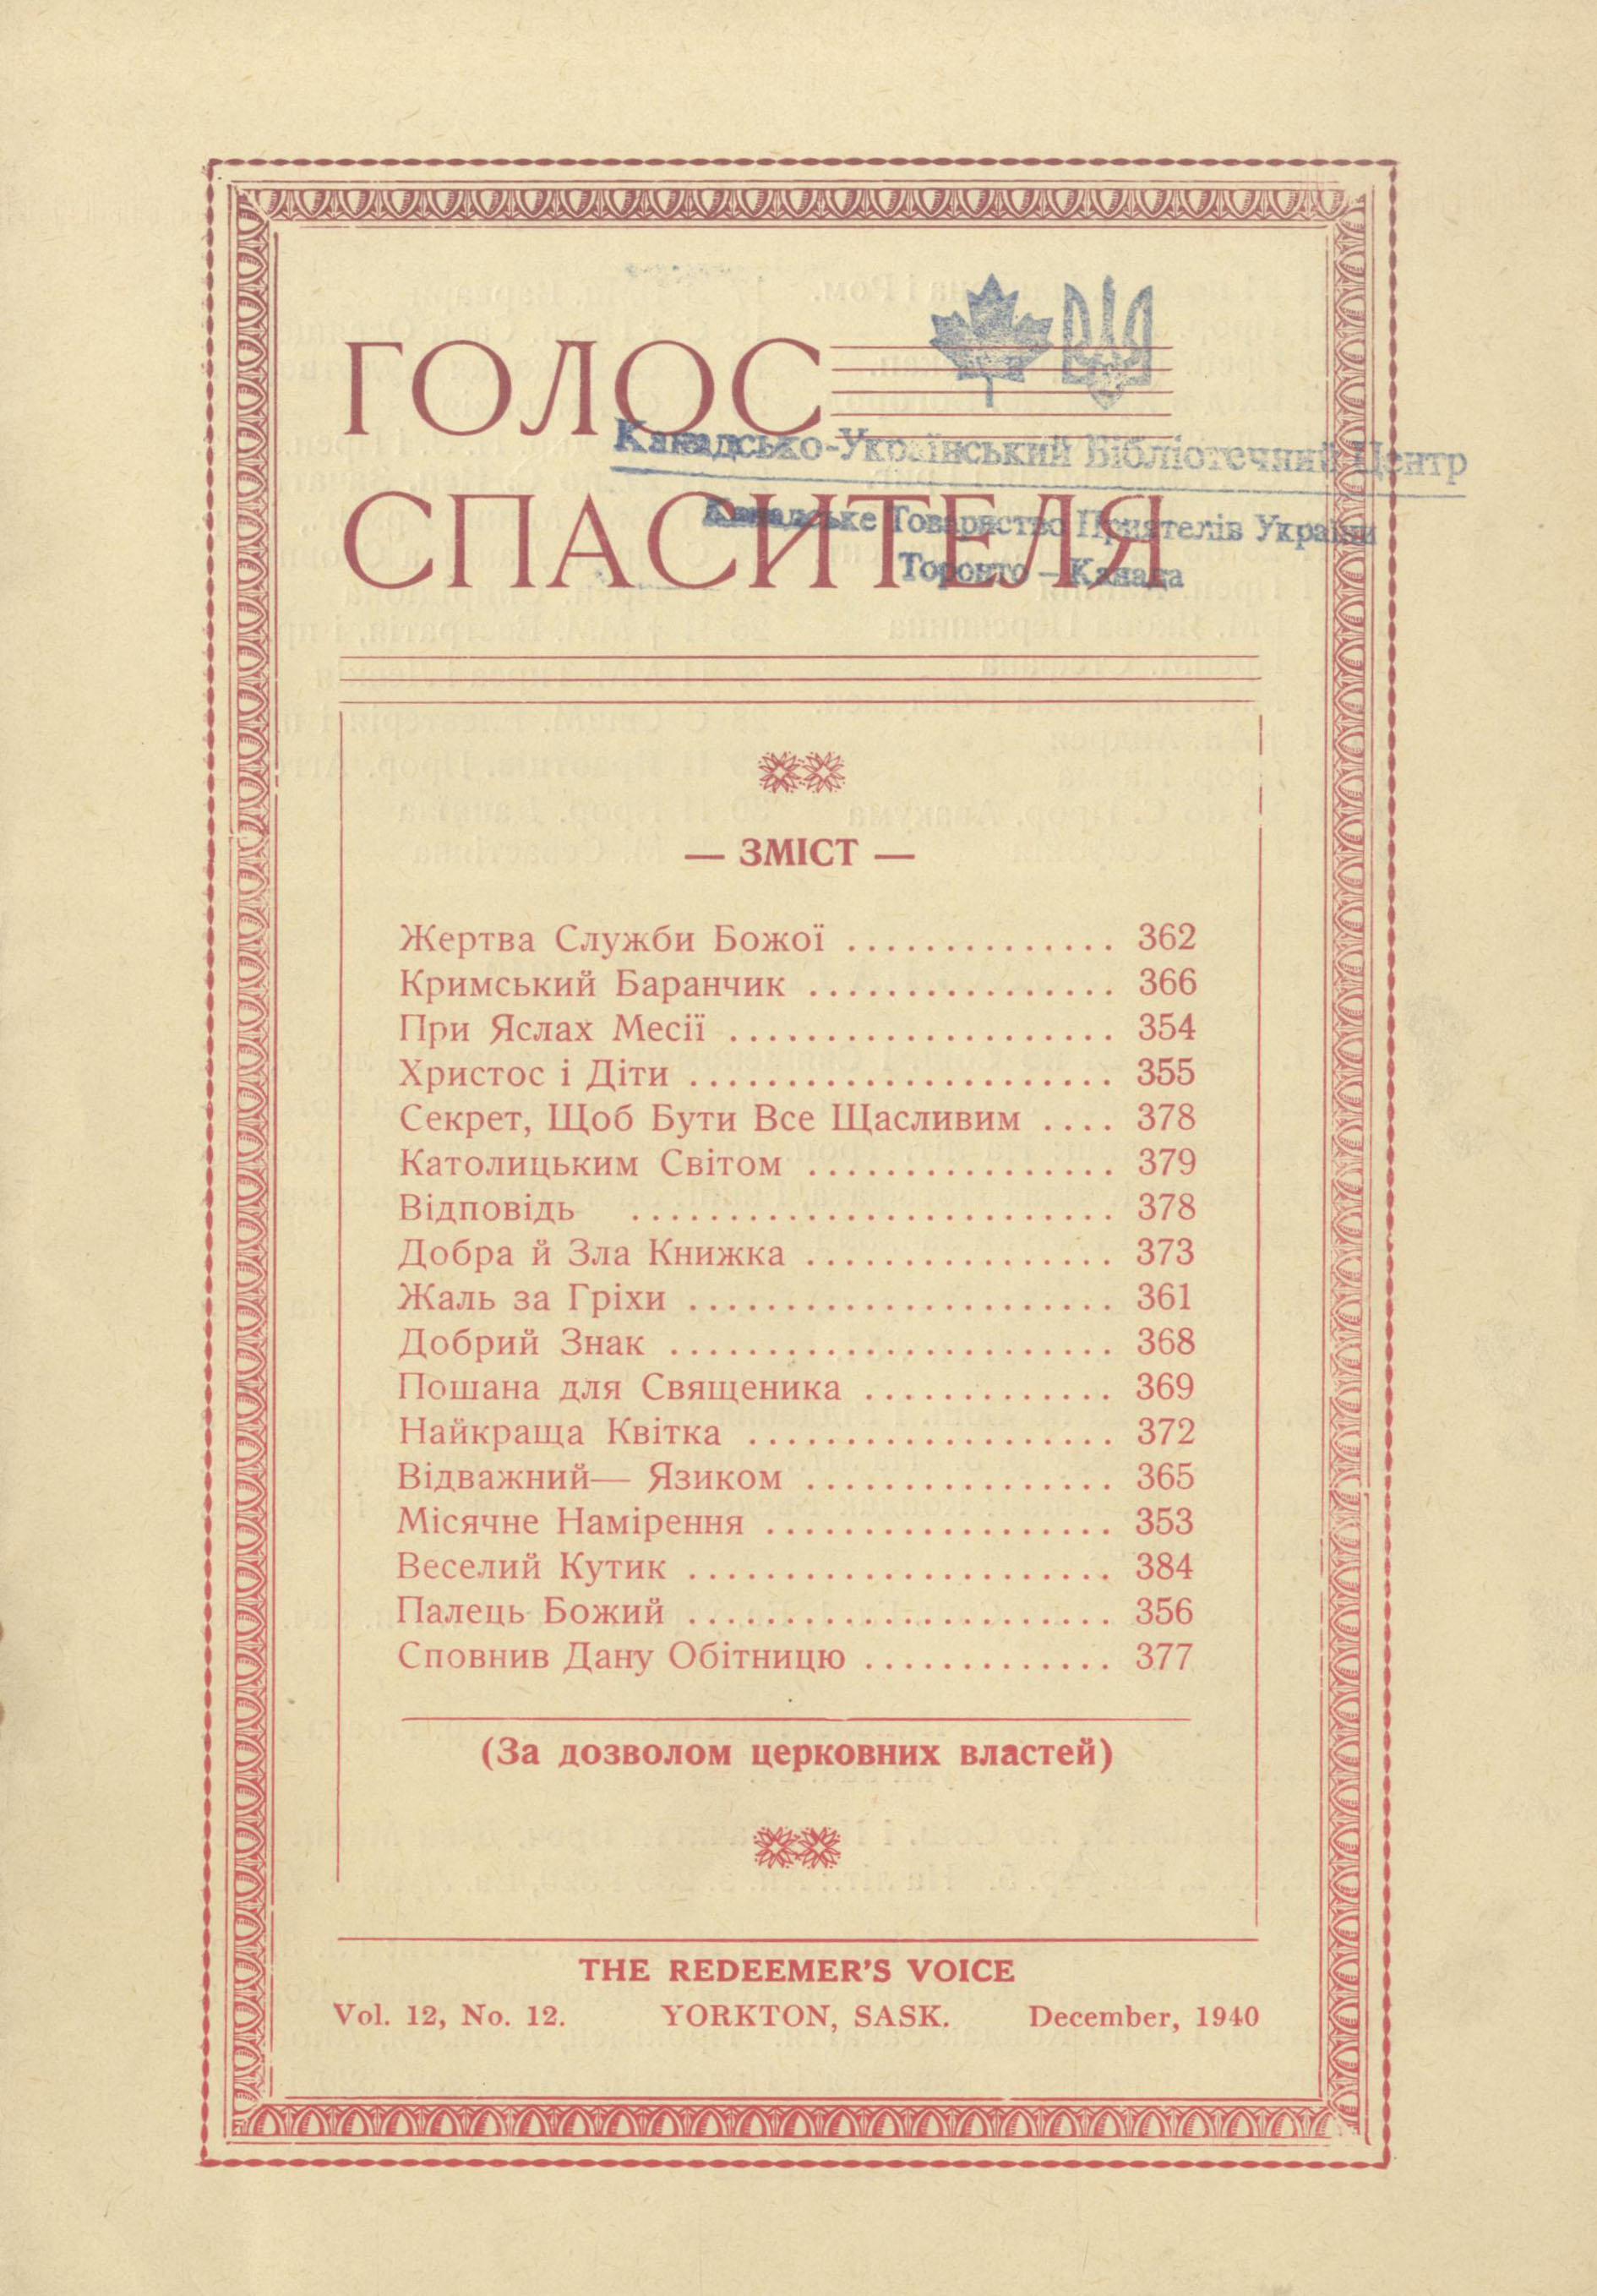 ГОЛОС
СПАСИТЕЛЯ
Канадсько-Український Бібліотечний Центр
Канадське Товариство Приятелів України
Торонто — Канада
— ЗМІСТ —
Жертва Служби Божої .............. 362
Кримський Баранчик ................ 366
При Яслах Месії .................... 354
Христос і Діти ...................... 355
Секрет, Щоб Бути Все Щасливим .... 378
Католицьким Світом ................ 379
Відповідь ......................... 378
Добра й Зла Книжка ................ 373
Жаль за Гріхи ...................... 361
Добрий Знак ....................... 368
Пошана для Священика ............. 369
Найкраща Квітка ................... 372
Відважний— Язиком ................ 365
Місячне Намірення .................. 353
Веселий Кутик ...................... 384
Палець Божий ...................... 356
Сповнив Дану Обітницю ............. 377
(За дозволом церковних властей)
THE REDEEMER'S VOICE
Vol. 12, No. 12. YORKTON, SASK. December, 1940